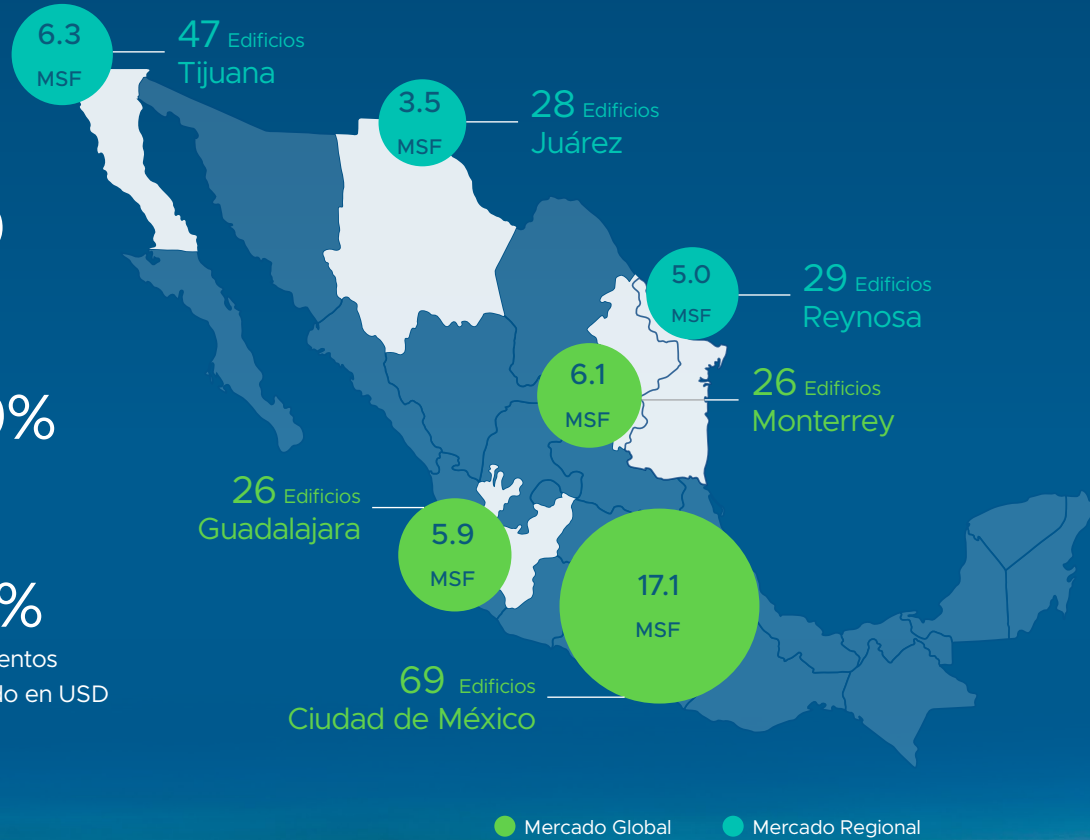 6.3
MSF
47 Edificios
Tijuana
3.5
MSF
28 Edificios
Juárez
5.0
MSF
29 Edificios
Reynosa
6.1
MSF
26 Edificios
Monterrey
%
26 Edificios
Guadalajara
5.9
MSF
17.1
MSF
%
do en USD
69 Edificios
Ciudad de México
Mercado Global
Mercado Regional